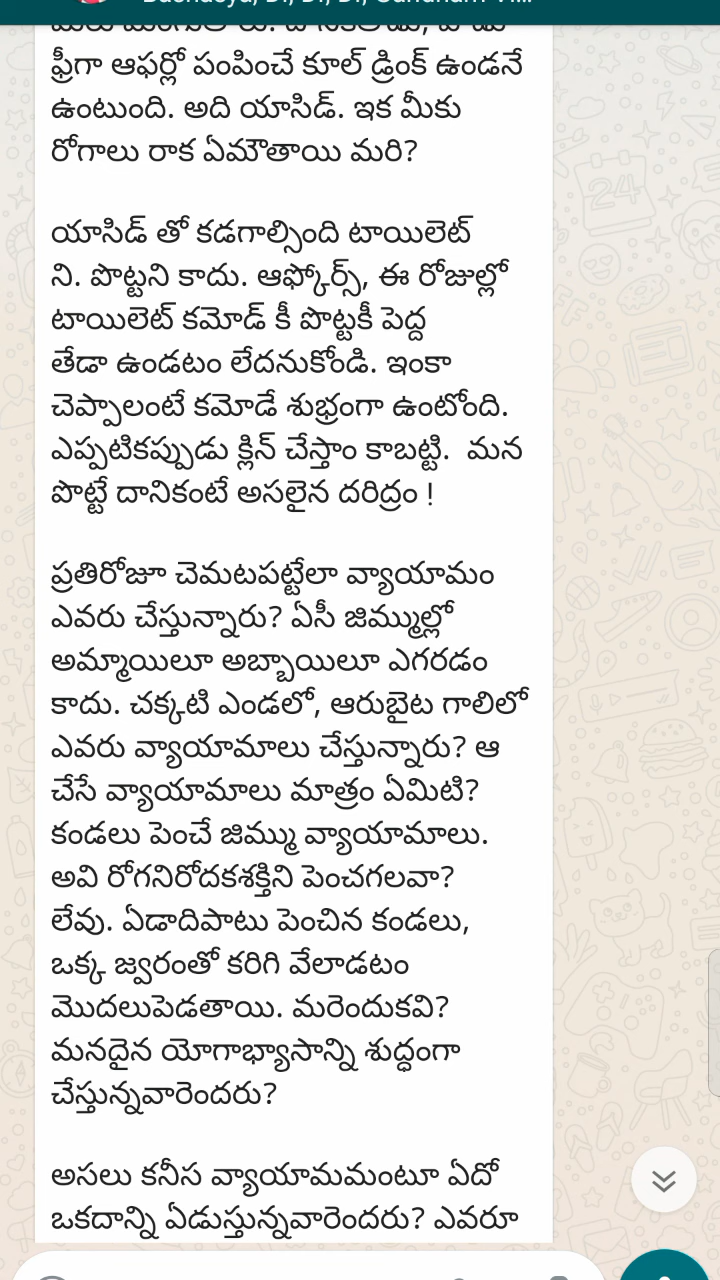 ఫ్రీగా ఆఫర్లో పంపించే కూల్ డ్రింక్ ఉండనే
ఉంటుంది. అది యాసిడ్. ఇక మీకు
రోగాలు రాక ఏమౌతాయి మరి?
యాసిడ్ తో కడగాల్సింది టాయిలెట్
ని. పొట్టని కాదు. ఆఫ్కోర్స్, ఈ రోజుల్లో
టాయిలెట్ కమోడ్ కీ పొట్టకీ పెద్ద
తేడా ఉండటం లేదనుకోండి. ఇంకా
చెప్పాలంటే కమోడే శుభ్రంగా ఉంటోంది.
ఎప్పటికప్పుడు క్లిన్ చేస్తాం కాబట్టి.  మన
పొట్టే దానికంటే అసలైన దరిద్రం !
ప్రతిరోజూ చెమటపట్టేలా వ్యాయామం
ఎవరు చేస్తున్నారు? ఏసీ జిమ్ముల్లో
అమ్మాయిలూ అబ్బాయిలూ ఎగరడం
కాదు. చక్కటి ఎండలో, ఆరుబైట గాలిలో
ఎవరు వ్యాయామాలు చేస్తున్నారు? ఆ
చేసే వ్యాయామాలు మాత్రం ఏమిటి?
కండలు పెంచే జిమ్ము వ్యాయామాలు.
అవి రోగనిరోదకశక్తిని పెంచగలవా?
లేవు. ఏడాదిపాటు పెంచిన కండలు,
ఒక్క జ్వరంతో కరిగి వేలాడటం
మొదలుపెడతాయి. మరెందుకవి?
మనదైన యోగాభ్యాసాన్ని శుద్ధంగా
చేస్తున్నవారెందరు?
అసలు కనీస వ్యాయామమంటూ ఏదో
ఒకదాన్ని ఏడుస్తున్నవారెందరు? ఎవరూ